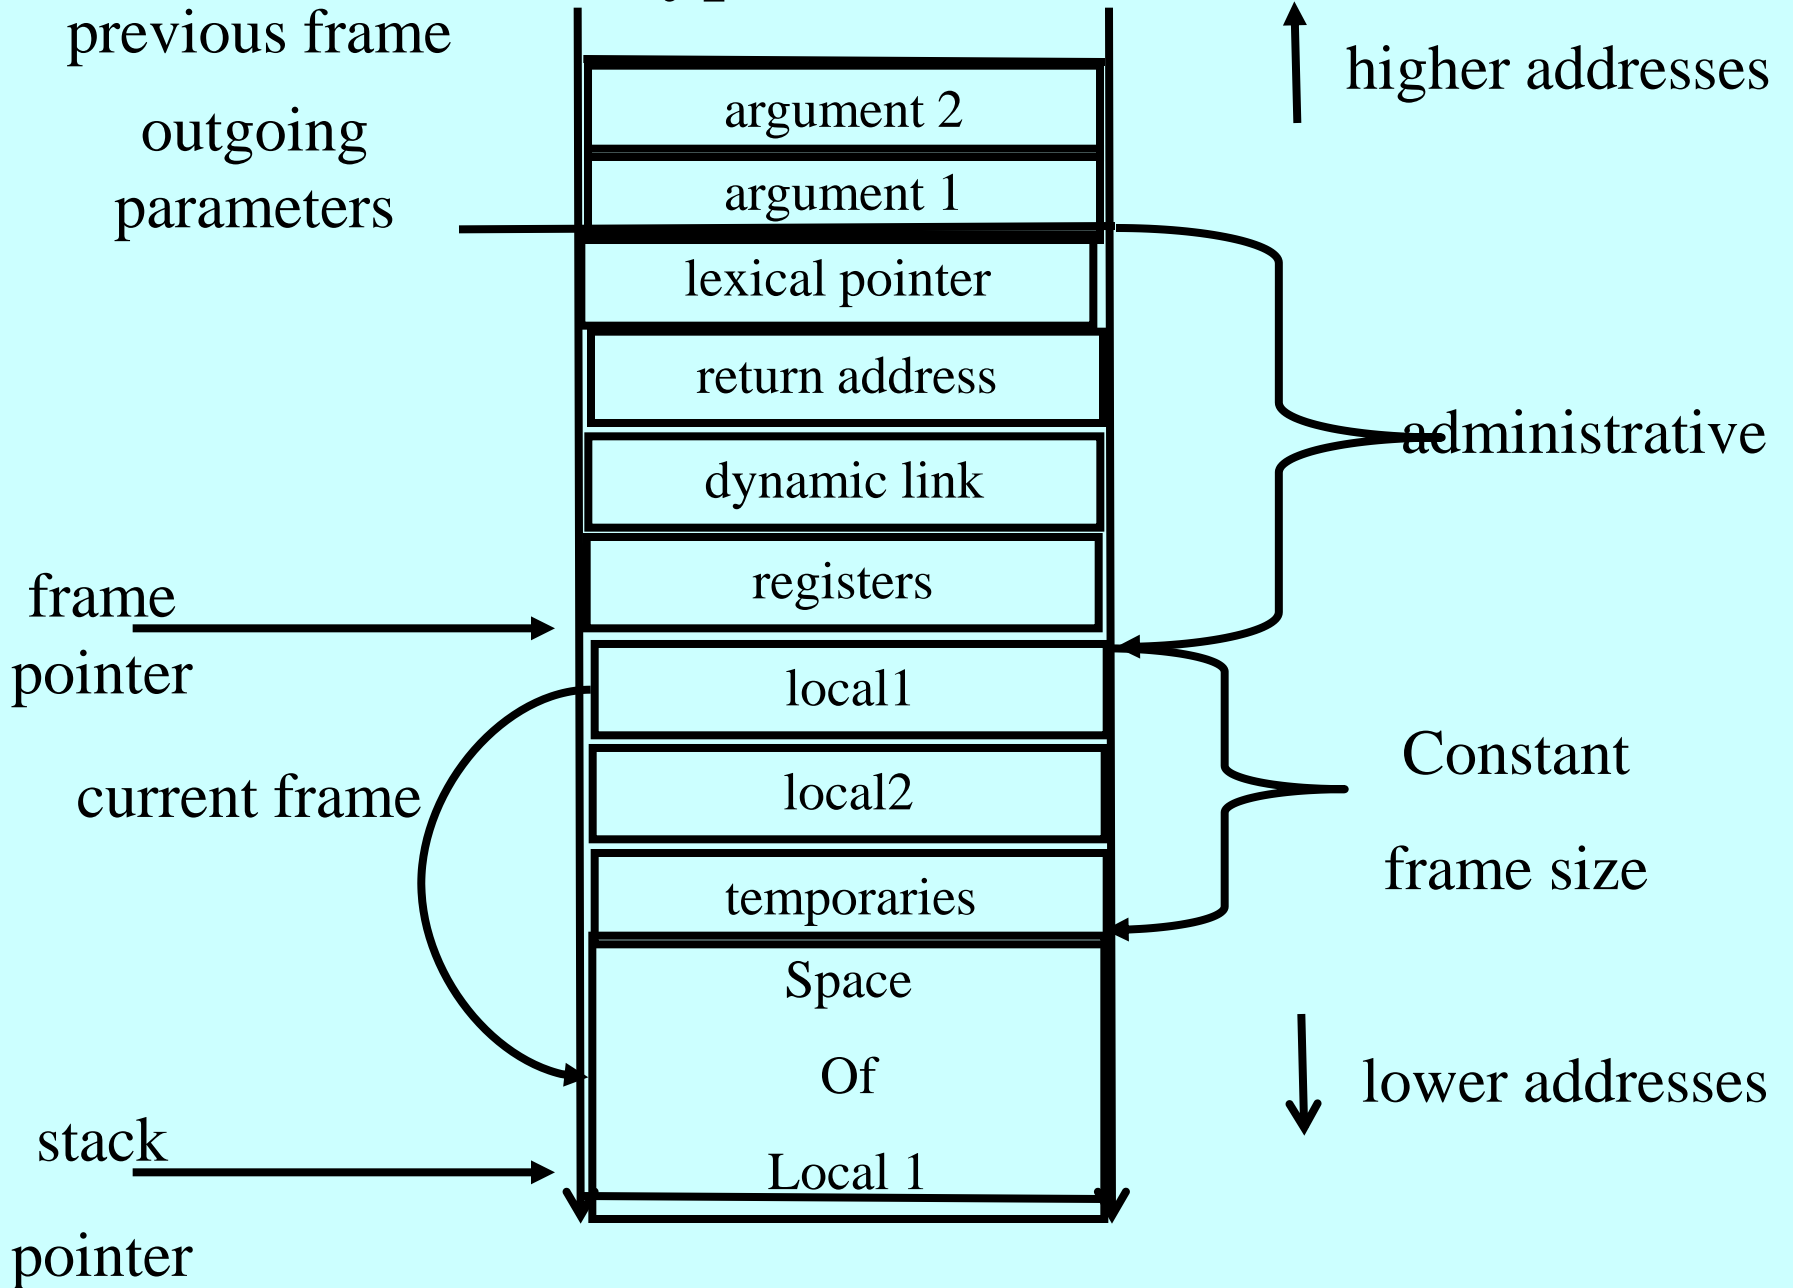 previous frame
higher addresses
argument 2
outgoing
argument 1
parameters
lexical pointer
return address
administrative
dynamic link
registers
frame
pointer
local1
Constant
local2
current frame
frame size
temporaries
Space
Of
lower addresses
stack
Local 1
pointer